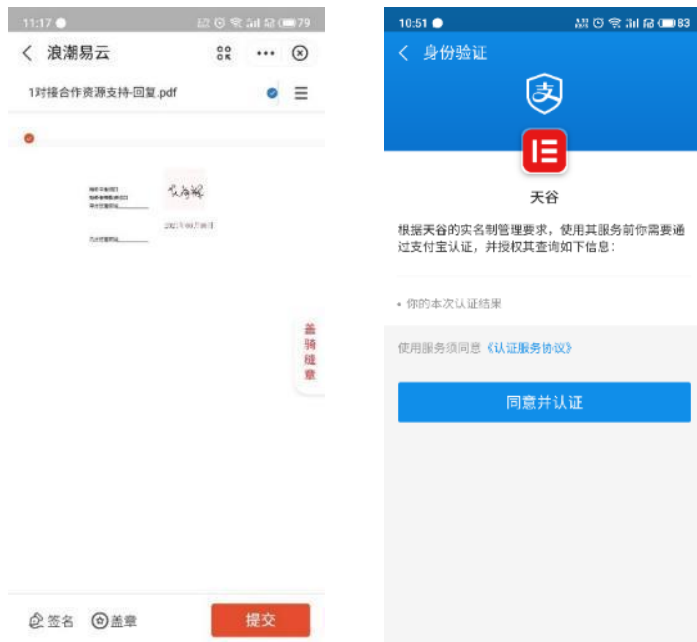 11:17
79
浪潮易云
1对接合作资源支持-回复.pdf
盖骑缝章
签名
盖章
提交
10:51
83
身份验证
支
天谷
根据天谷的实名制管理要求，使用其服务前你需要通
过支付宝认证，并授权其查询如下信息：
• 你的本次认证结果
使用服务须同意《认证服务协议》
同意并认证